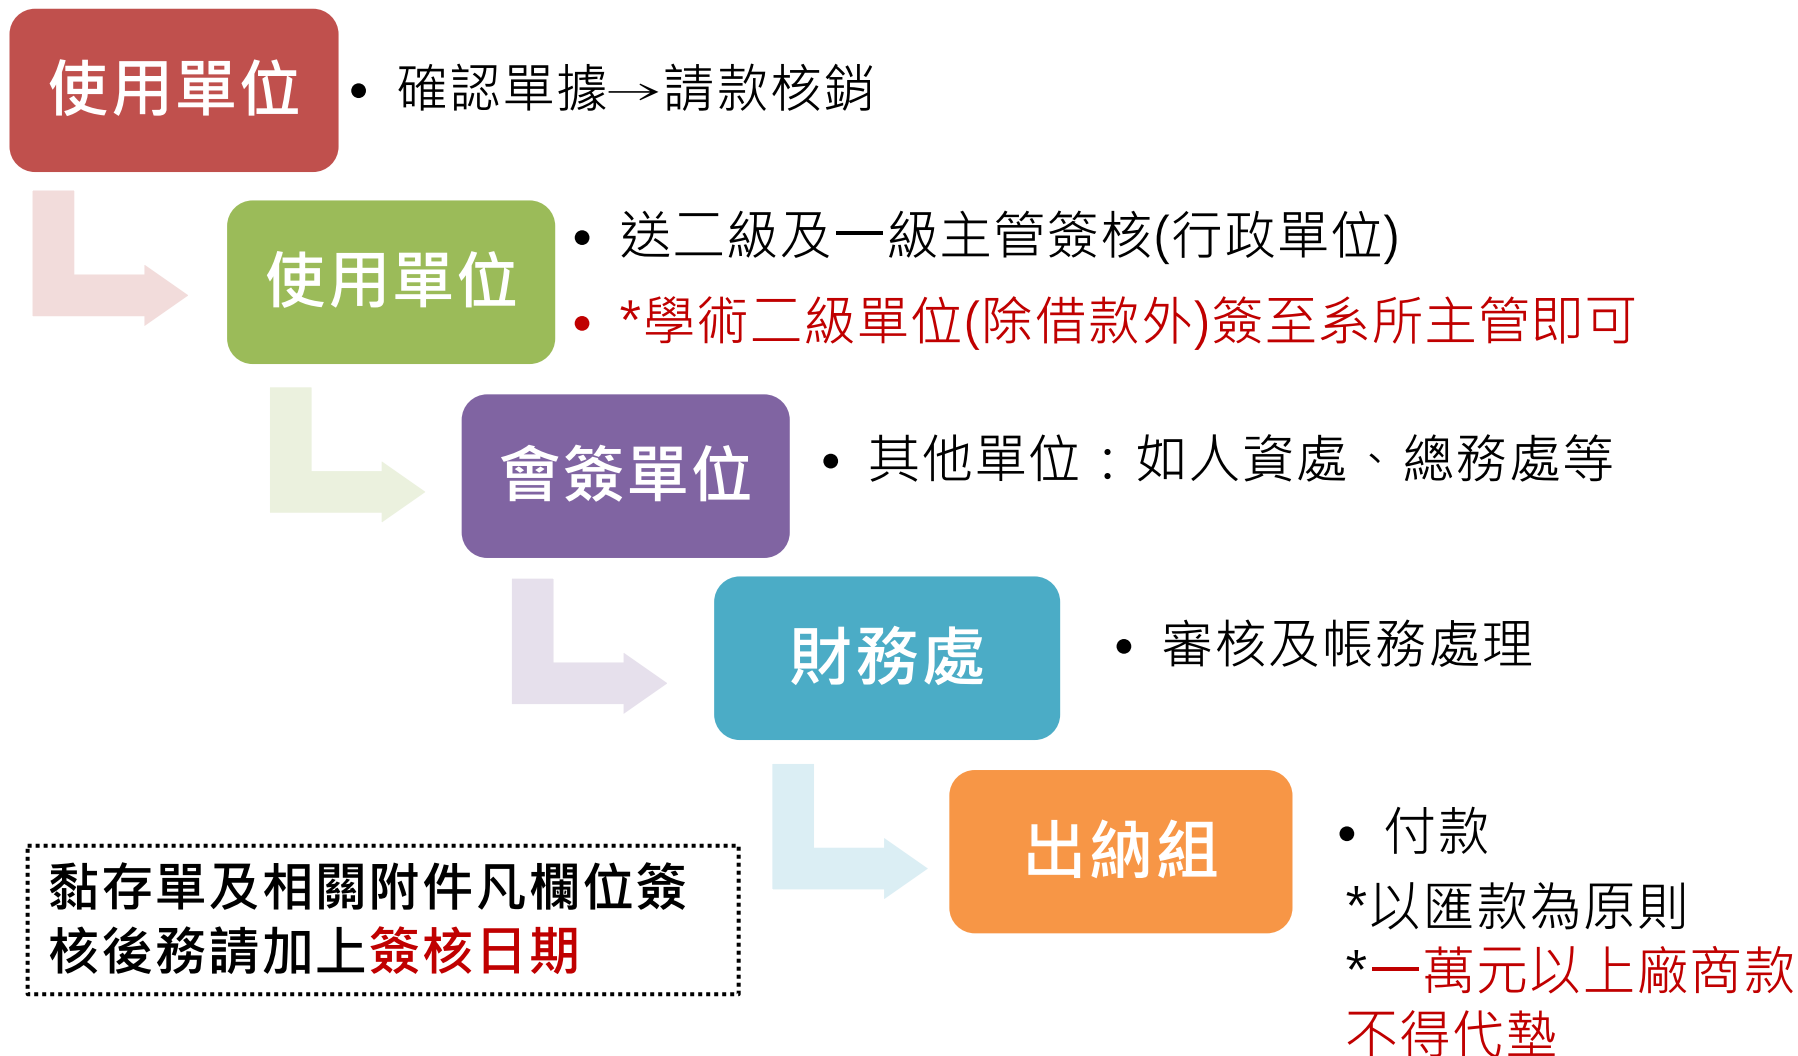 使用單位
• 確認單據→請款核銷
使用單位
• 送二級及一級主管簽核(行政單位)
• *學術二級單位(除借款外)簽至系所主管即可
會簽單位
• 其他單位：如人資處、總務處等
財務處
• 審核及帳務處理
出納組
• 付款
*以匯款為原則
*一萬元以上廠商款
不得代墊
黏存單及相關附件凡欄位簽
核後務請加上簽核日期